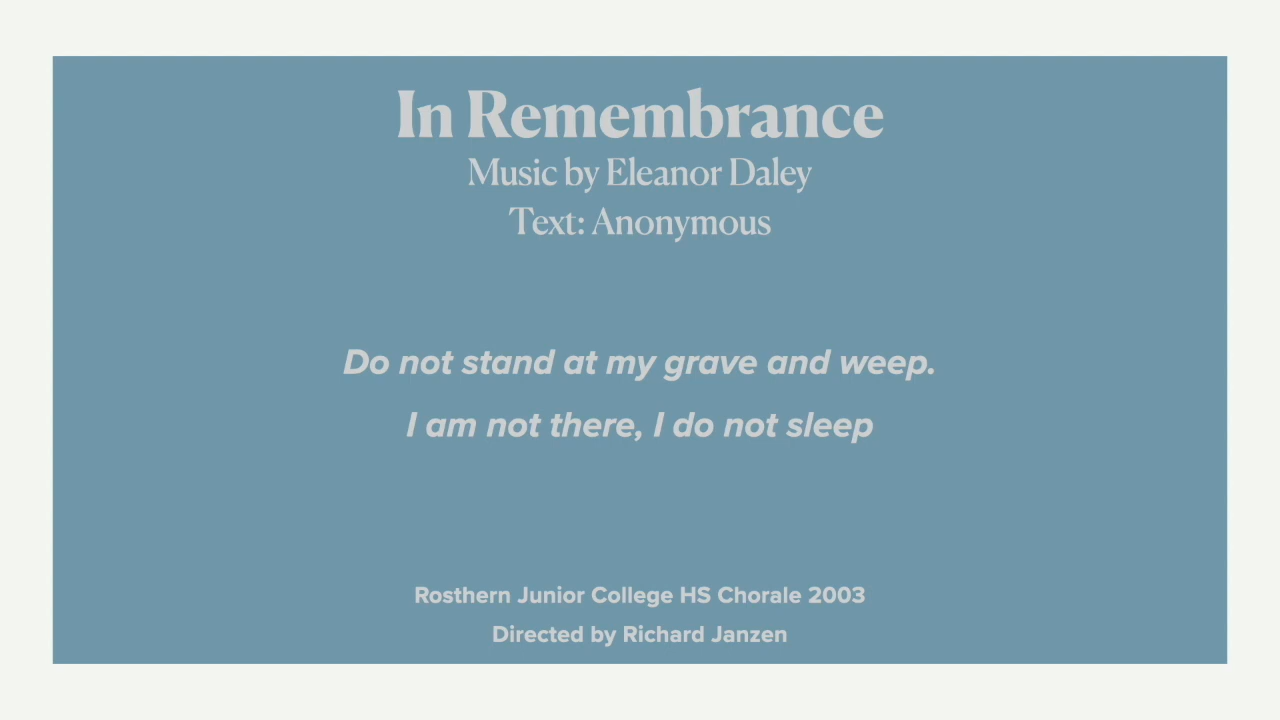 In Remembrance
Music by Eleanor Daley
Text: Anonymous
Do not stand at my grave and weep.
I am not there, I do not sleep
Rosthern Junior College HS Chorale 2003
Directed by Richard Janzen